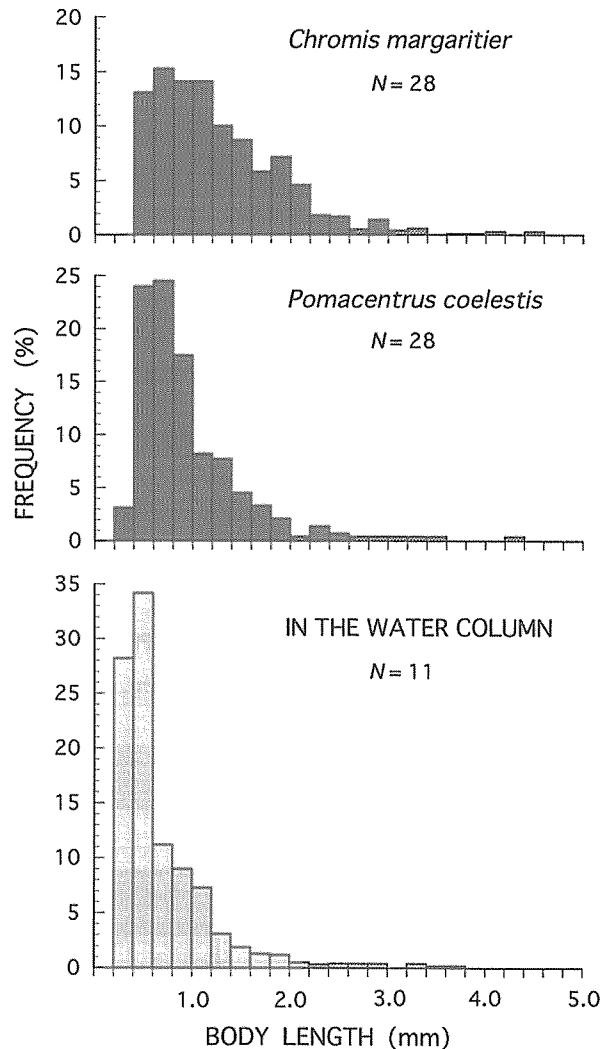 20
Chromis margaritier
15
N = 28
10
5
0
25
Pomacentrus coelestis
20
N = 28
15
10
5
0
FREQUENCY (%)
35
IN THE WATER COLUMN
30
N = 11
25
20
15
10
5
0
1.0 2.0 3.0 4.0 5.0
BODY LENGTH (mm)